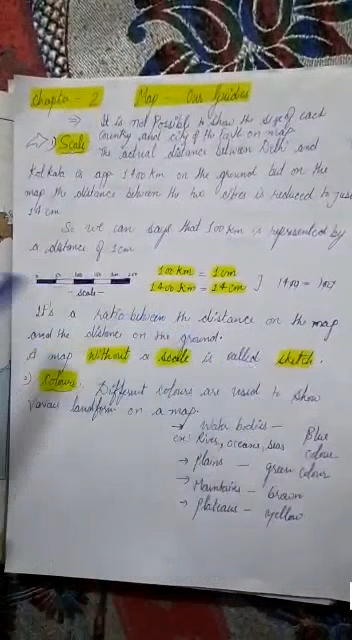 Chapter - 2 Map - Our Guides
⇒ It is not Possible to show the size of each
country and city of the Earth on map
1) Scale The actual distance between Delhi and
Kolkata is app 1400 km on the ground but on the
map the distance between the two cities is reduced to just
14 cm
So we can says that 100 km is represented by
a distance of 1cm
100 km = 1cm
1400 km = 14 cm ]
- Scale -
It's a ratio between the distance on the map
and the distance on the ground.
A map without a scale is called sketch.
2) Colours. Different colours are used to show
landform on a map.
→ Water bodies - Blue
ex: River, oceans, seas colour
→ Plains - green colour
→ Mountains - brown
→ Plateaus - yellow